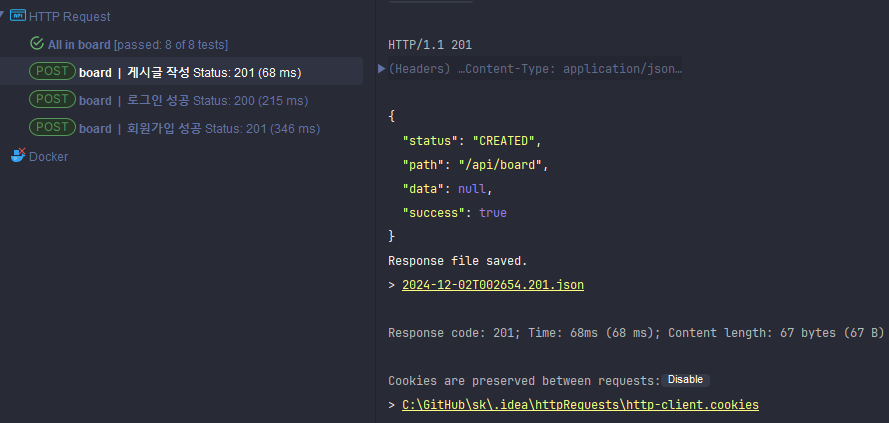 HTTP Request
All in board [passed: 8 of 8 tests]
POST board | 게시글 작성 Status: 201 (68 ms)
POST board | 로그인 성공 Status: 200 (215 ms)
POST board | 회원가입 성공 Status: 201 (346 ms)
Docker
HTTP/1.1 201
(Headers) …Content-Type: application/json…
{
"status": "CREATED",
"path": "/api/board",
"data": null,
"success": true
}
Response file saved.
> 2024-12-02T002654.201.json
Response code: 201; Time: 68ms (68 ms); Content length: 67 bytes (67 B)
Cookies are preserved between requests: Disable
> C:\GitHub\sk\.idea\httpRequests\http-client.cookies